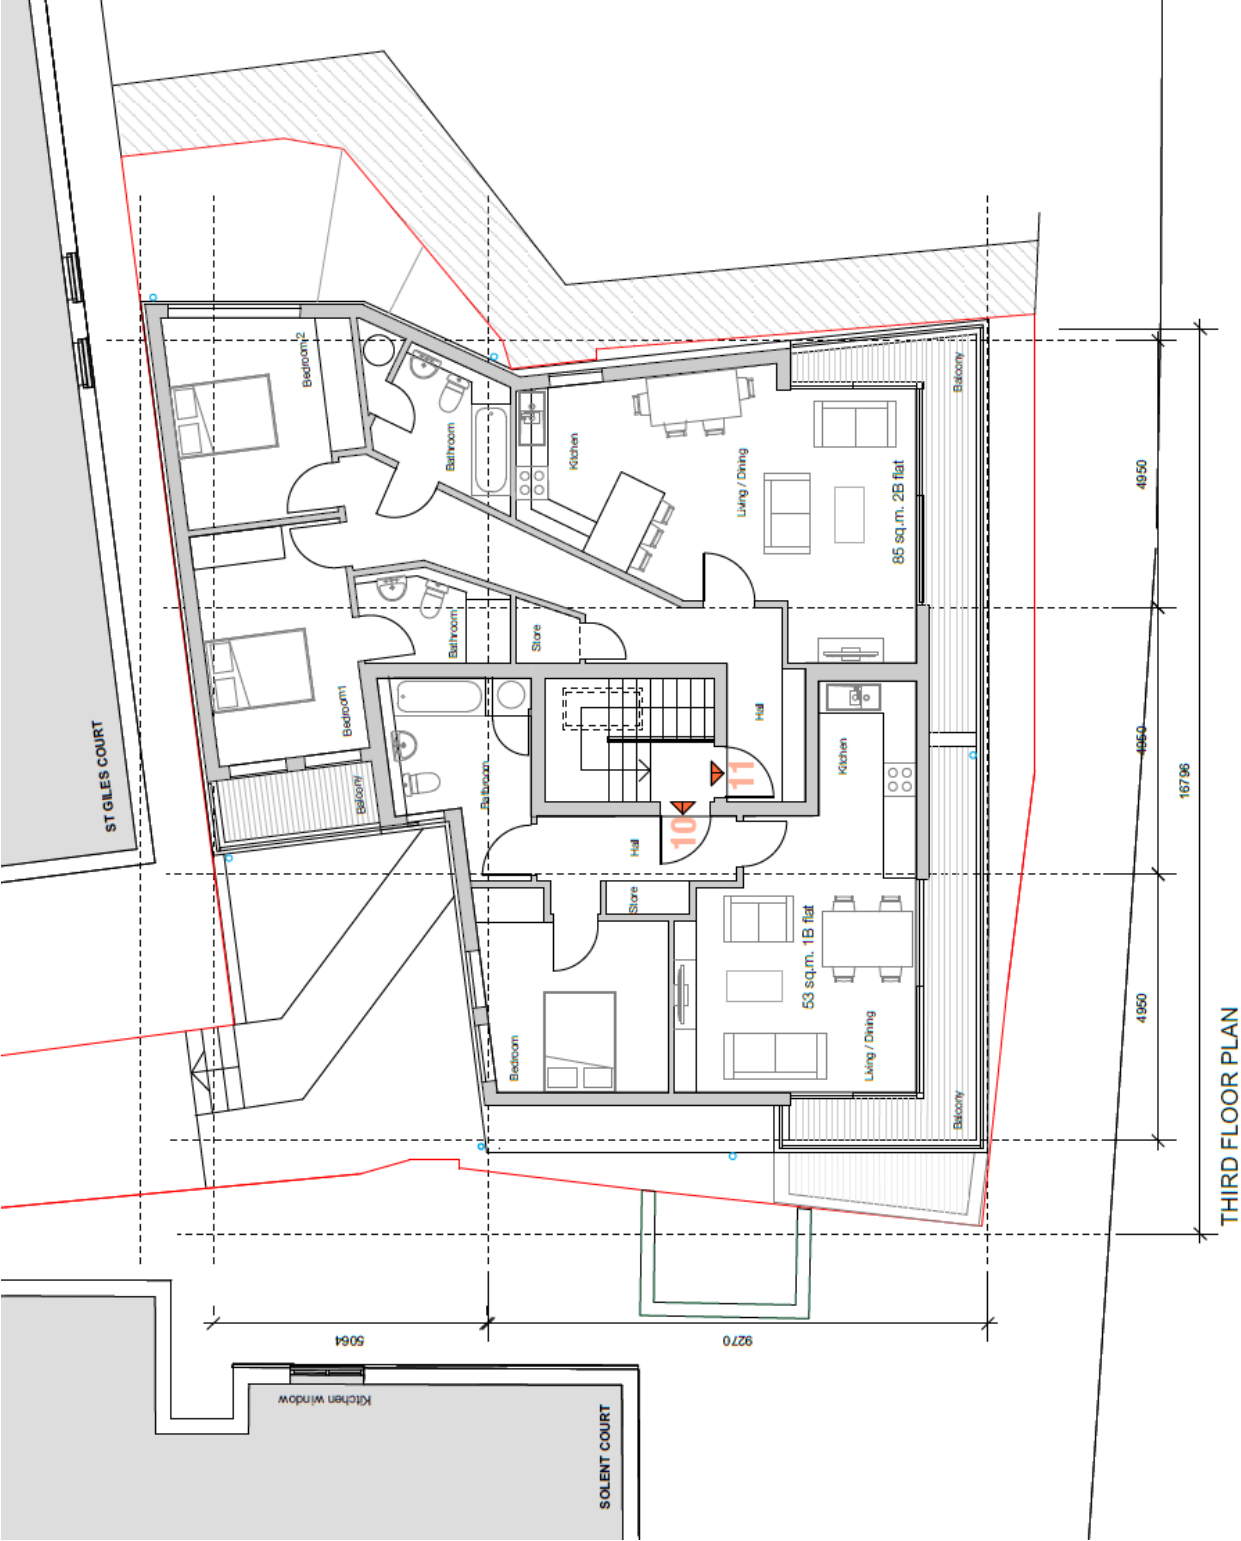 ST GILES COURT
Bedroom 2
Bathroom
Kitchen
Living / Dining
Balcony
85 sq.m. 2B flat
Bedroom1
Bathroom
Store
Balcony
Bathroom
Hall
Kitchen
11
10
Hall
Store
53 sq.m. 1B flat
Bedroom
Living / Dining
Balcony
4950
4950
4950
16796
5064
9270
Kitchen window
SOLENT COURT
THIRD FLOOR PLAN